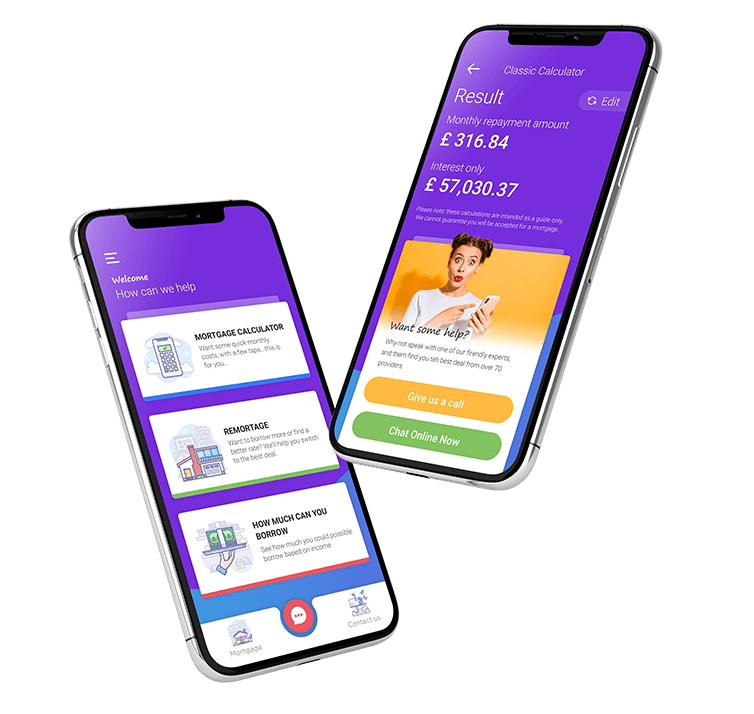 Welcome
How can we help
MORTGAGE CALCULATOR
Want some quick monthly
costs, with a few taps... this is
for you...
REMORTAGE
Want to borrow more or find a
better rate? We'll help you switch
to the best deal.
HOW MUCH CAN YOU
BORROW
See how much you could possible
borrow based on income
Mortgage
Contact us
Classic Calculator
Result
Edit
Monthly repayment amount
£ 316.84
Interest only
£ 57,030.37
Please note: these calculations are intended as a guide only.
We cannot guarantee you will be accepted for a mortgage.
Want some help?
Why not speak with one of our firendly experts,
and them find you teh best deal from over 70
providers
Give us a call
Chat Online Now